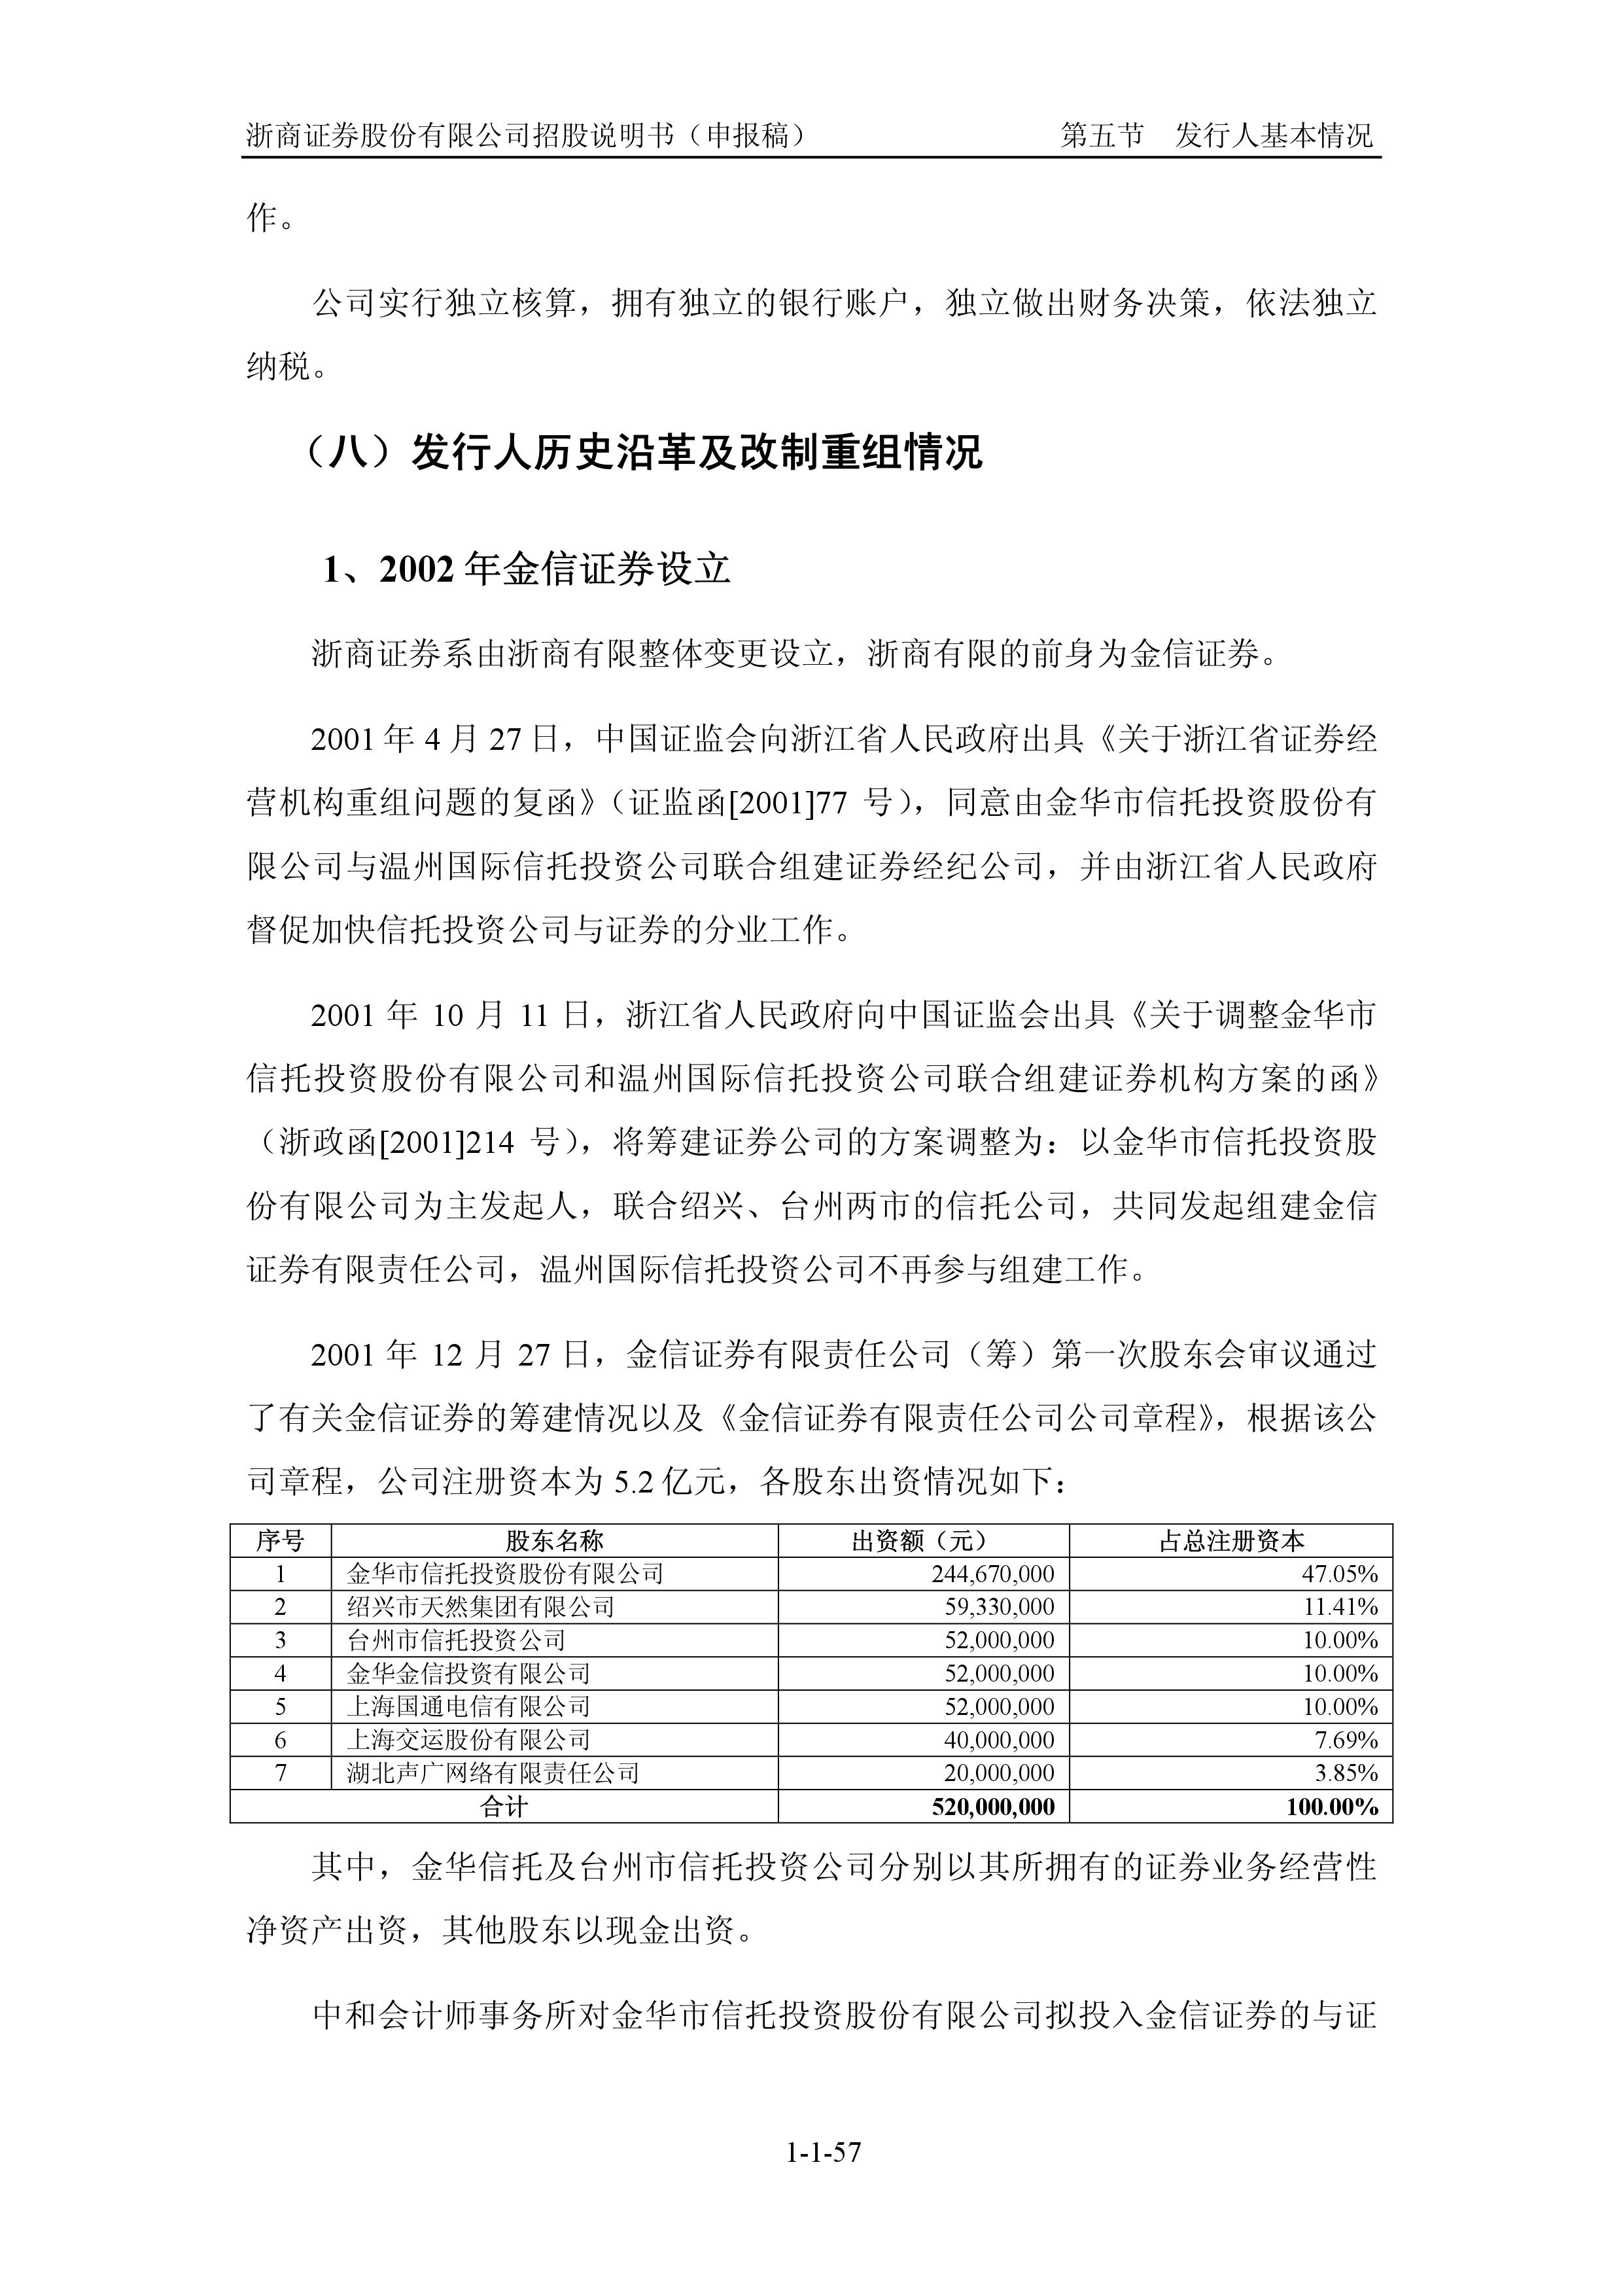 浙商证券股份有限公司招股说明书（申报稿） 第五节 发行人基本情况
作。
公司实行独立核算，拥有独立的银行账户，独立做出财务决策，依法独立
纳税。
（八）发行人历史沿革及改制重组情况
1、2002 年金信证券设立
浙商证券系由浙商有限整体变更设立，浙商有限的前身为金信证券。
2001 年 4 月 27 日，中国证监会向浙江省人民政府出具《关于浙江省证券经
营机构重组问题的复函》（证监函[2001]77 号），同意由金华市信托投资股份有
限公司与温州国际信托投资公司联合组建证券经纪公司，并由浙江省人民政府
督促加快信托投资公司与证券的分业工作。
2001 年 10 月 11 日，浙江省人民政府向中国证监会出具《关于调整金华市
信托投资股份有限公司和温州国际信托投资公司联合组建证券机构方案的函》
（浙政函[2001]214 号），将筹建证券公司的方案调整为：以金华市信托投资股
份有限公司为主发起人，联合绍兴、台州两市的信托公司，共同发起组建金信
证券有限责任公司，温州国际信托投资公司不再参与组建工作。
2001 年 12 月 27 日，金信证券有限责任公司（筹）第一次股东会审议通过
了有关金信证券的筹建情况以及《金信证券有限责任公司公司章程》，根据该公
司章程，公司注册资本为 5.2 亿元，各股东出资情况如下：
序号 股东名称 出资额（元） 占总注册资本
1 金华市信托投资股份有限公司 244,670,000 47.05%
2 绍兴市天然集团有限公司 59,330,000 11.41%
3 台州市信托投资公司 52,000,000 10.00%
4 金华金信投资有限公司 52,000,000 10.00%
5 上海国通电信有限公司 52,000,000 10.00%
6 上海交运股份有限公司 40,000,000 7.69%
7 湖北声广网络有限责任公司 20,000,000 3.85%
合计 520,000,000 100.00%
其中，金华信托及台州市信托投资公司分别以其所拥有的证券业务经营性
净资产出资，其他股东以现金出资。
中和会计师事务所对金华市信托投资股份有限公司拟投入金信证券的与证
1-1-57